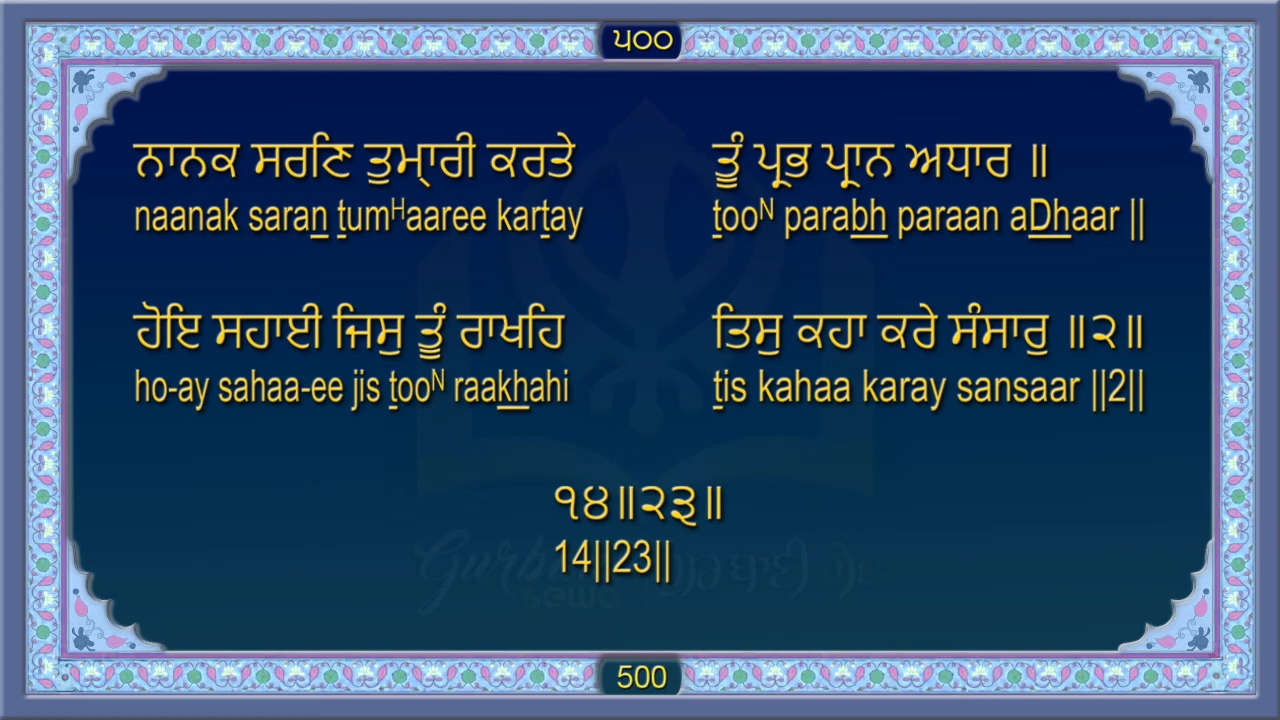 ੫੦੦
ਨਾਨਕ ਸਰਣਿ ਤੁਮ੍ਹਾਰੀ ਕਰਤੇ
naanak saran tumHaaree kartay
ਤੂੰ ਪ੍ਰਭ ਪ੍ਰਾਨ ਅਧਾਰ ॥
tooN parabh paraan aDhaar ||
ਹੋਇ ਸਹਾਈ ਜਿਸੁ ਤੂੰ ਰਾਖਹਿ
ho-ay sahaa-ee jis tooN raakhahi
ਤਿਸੁ ਕਹਾ ਕਰੇ ਸੰਸਾਰੁ ॥੨॥
tis kahaa karay sansaar ||2||
੧੪॥੨੩॥
14||23||
500